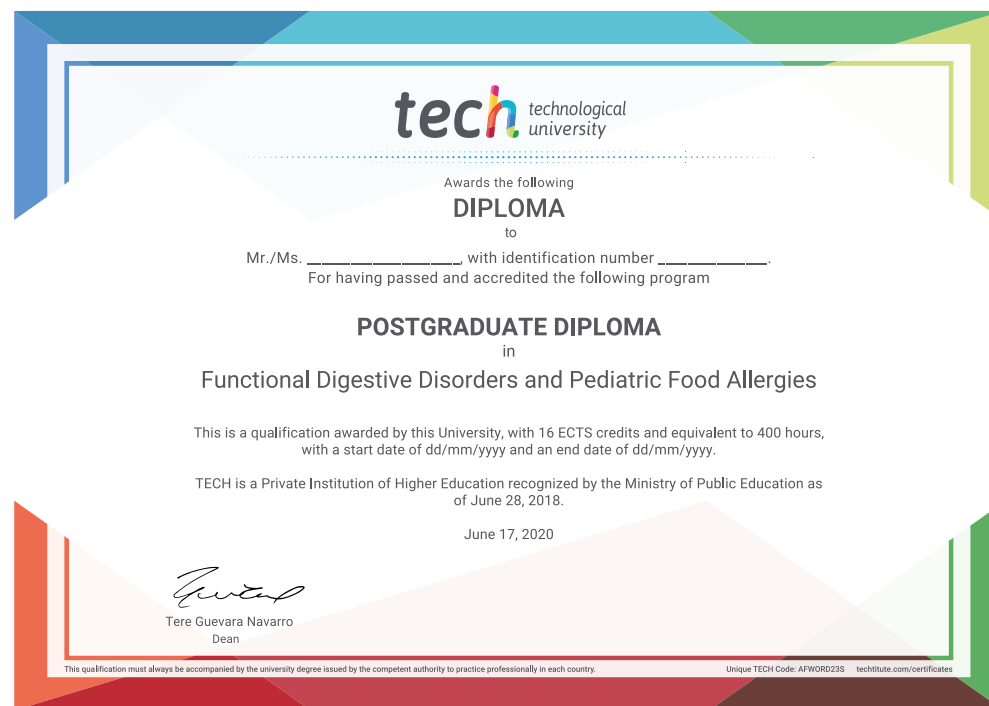 tech technological
university
Awards the following
DIPLOMA
to
Mr./Ms. ____________________, with identification number ______________.
For having passed and accredited the following program
POSTGRADUATE DIPLOMA
in
Functional Digestive Disorders and Pediatric Food Allergies
This is a qualification awarded by this University, with 16 ECTS credits and equivalent to 400 hours,
with a start date of dd/mm/yyyy and an end date of dd/mm/yyyy.
TECH is a Private Institution of Higher Education recognized by the Ministry of Public Education as
of June 28, 2018.
June 17, 2020
Tere Guevara Navarro
Dean
This qualification must always be accompanied by the university degree issued by the competent authority to practice professionally in each country. Unique TECH Code: AFWORD23S techtitute.com/certificates